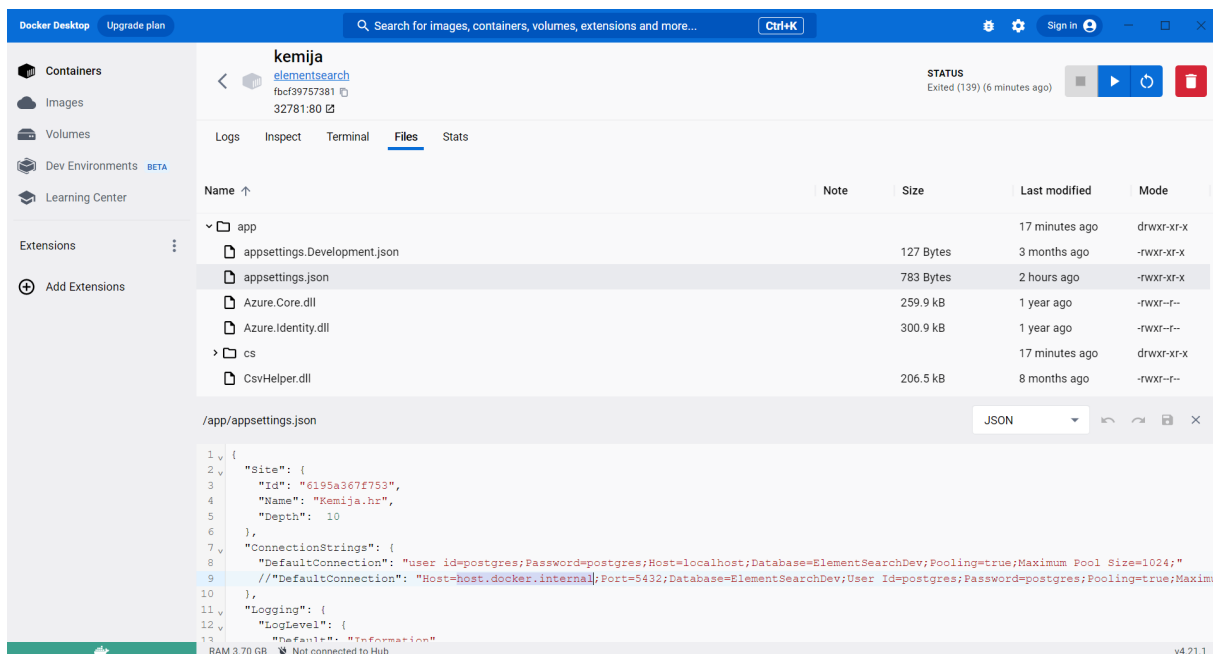 Docker Desktop Upgrade plan Search for images, containers, volumes, extensions and more... Ctrl+K Sign in
Containers
Images
Volumes
Dev Environments BETA
Learning Center
Extensions
Add Extensions
kemija
elementsearch
fbcf39757381
32781:80
STATUS
Exited (139) (6 minutes ago)
Logs Inspect Terminal Files Stats
Name Note Size Last modified Mode
app 17 minutes ago drwxr-xr-x
appsettings.Development.json 127 Bytes 3 months ago -rwxr-xr-x
appsettings.json 783 Bytes 2 hours ago -rwxr-xr-x
Azure.Core.dll 259.9 kB 1 year ago -rwxr--r--
Azure.Identity.dll 300.9 kB 1 year ago -rwxr--r--
cs 17 minutes ago drwxr-xr-x
CsvHelper.dll 206.5 kB 8 months ago -rwxr--r--
/app/appsettings.json JSON
1 {
2 "Site": {
3 "Id": "6195a367f753",
4 "Name": "Kemija.hr",
5 "Depth": 10
6 },
7 "ConnectionStrings": {
8 "DefaultConnection": "user id=postgres;Password=postgres;Host=localhost;Database=ElementSearchDev;Pooling=true;Maximum Pool Size=1024;"
9 //"DefaultConnection": "Host=host.docker.internal;Port=5432;Database=ElementSearchDev;User Id=postgres;Password=postgres;Pooling=true;Maximu
10 },
11 "Logging": {
12 "LogLevel": {
13 "Default": "Information"
RAM 3.70 GB Not connected to Hub v4.21.1